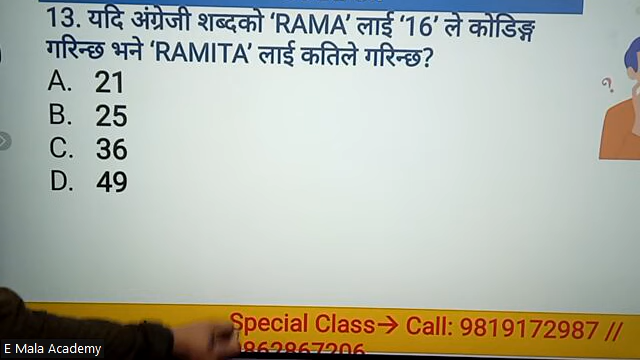 13. यदि अंग्रेजी शब्दको ‘RAMA’ लाई ‘16’ ले कोडिङ्ग
गरिन्छ भने ‘RAMITA’ लाई कतिले गरिन्छ?
A. 21
B. 25
C. 36
D. 49
?
Special Class→ Call: 9819172987 //
9862867206
E Mala Academy